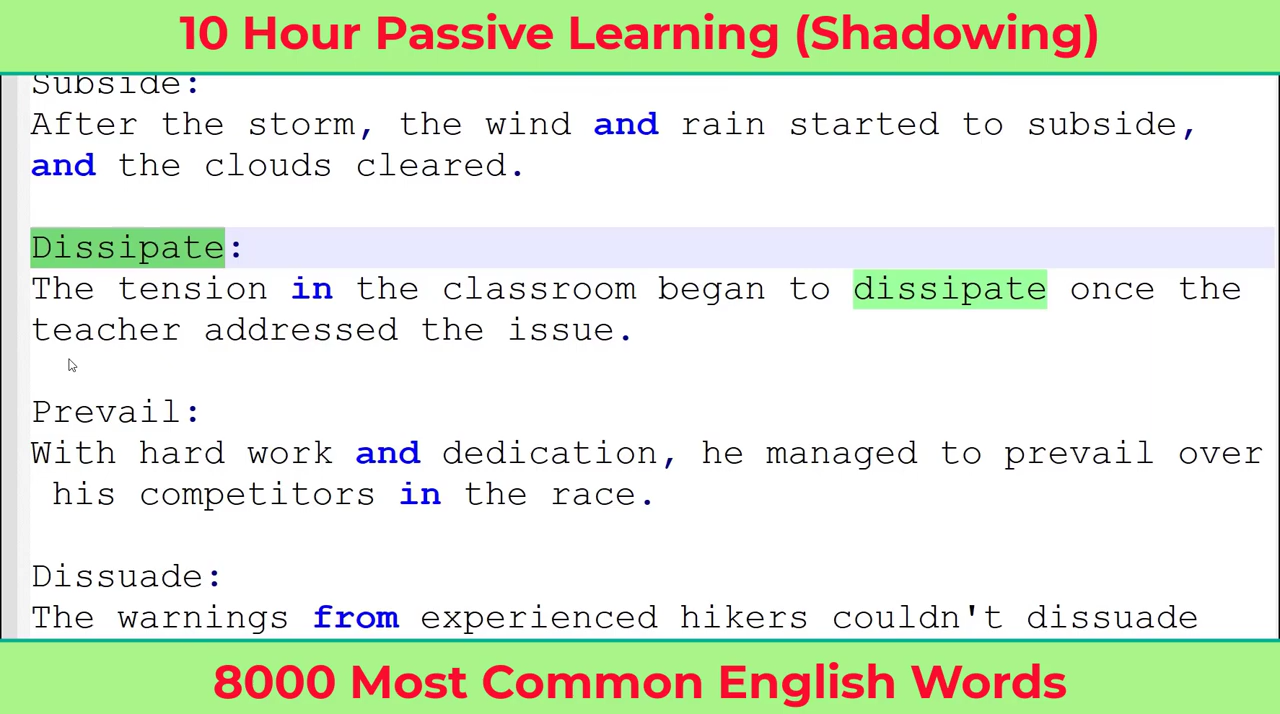 10 Hour Passive Learning (Shadowing)
Subside:
After the storm, the wind and rain started to subside,
and the clouds cleared.
Dissipate:
The tension in the classroom began to dissipate once the
teacher addressed the issue.
Prevail:
With hard work and dedication, he managed to prevail over
his competitors in the race.
Dissuade:
The warnings from experienced hikers couldn't dissuade
8000 Most Common English Words